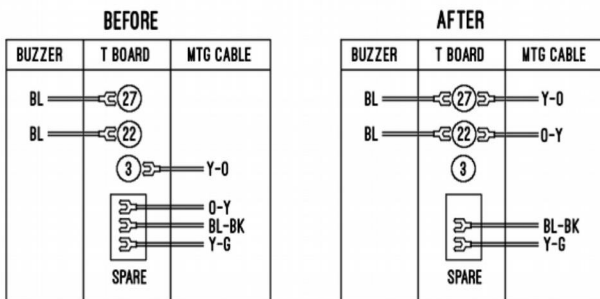 BEFORE
BUZZER T BOARD MTG CABLE
BL 27
BL 22
3 Y-O
O-Y
BL-BK
Y-G
SPARE
AFTER
BUZZER T BOARD MTG CABLE
BL 27 Y-O
BL 22 O-Y
3
BL-BK
Y-G
SPARE